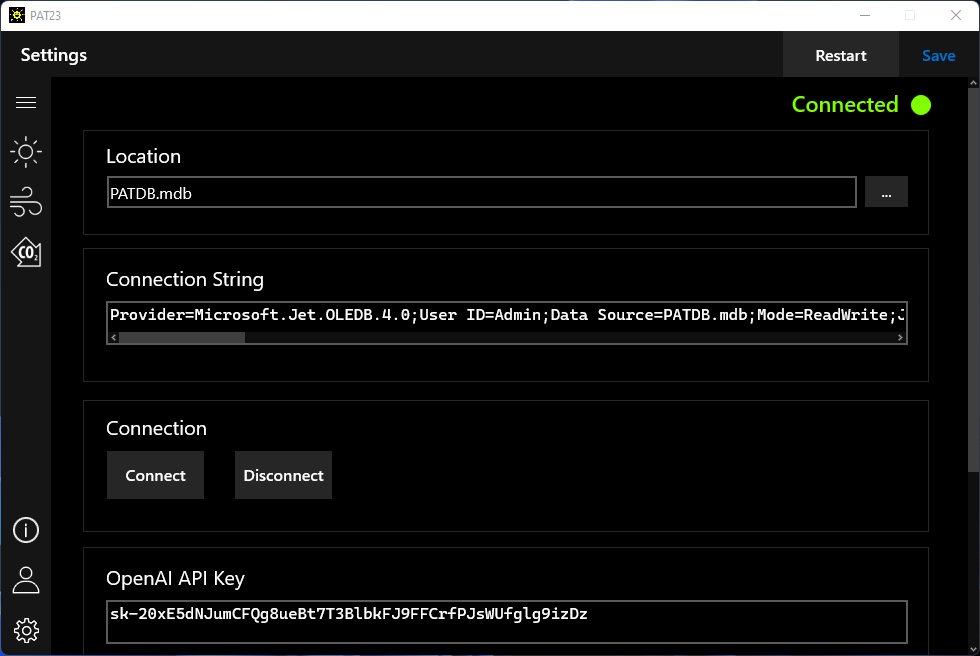 PAT23
Settings
Restart
Save
Connected
Location
PATDB.mdb
...
Connection String
Provider=Microsoft.Jet.OLEDB.4.0;User ID=Admin;Data Source=PATDB.mdb;Mode=ReadWrite;J
CO₂
Connection
Connect
Disconnect
OpenAI API Key
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